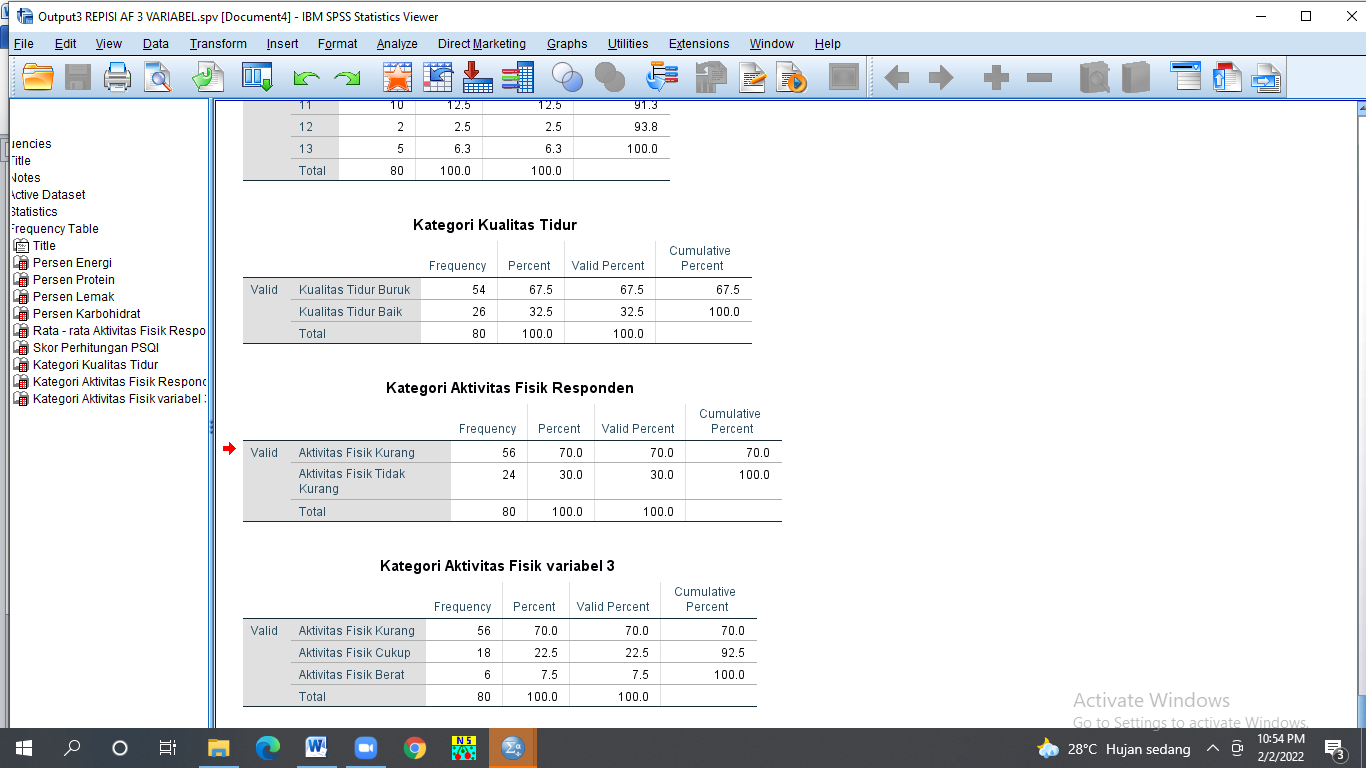 Output3 REPISI AF 3 VARIABEL.spv [Document4] - IBM SPSS Statistics Viewer
File Edit View Data Transform Insert Format Analyze Direct Marketing Graphs Utilities Extensions Window Help
Title
Notes
Active Dataset
Statistics
Frequency Table
Title
Persen Energi
Persen Protein
Persen Lemak
Persen Karbohidrat
Rata - rata Aktivitas Fisik Respo
Skor Perhitungan PSQI
Kategori Kualitas Tidur
Kategori Aktivitas Fisik Respon
Kategori Aktivitas Fisik variabel
11 10 12.5 12.5 91.3
12 2 2.5 2.5 93.8
13 5 6.3 6.3 100.0
Total 80 100.0 100.0
Kategori Kualitas Tidur
Cumulative
Frequency Percent Valid Percent Percent
Valid Kualitas Tidur Buruk 54 67.5 67.5 67.5
Kualitas Tidur Baik 26 32.5 32.5 100.0
Total 80 100.0 100.0
Kategori Aktivitas Fisik Responden
Cumulative
Frequency Percent Valid Percent Percent
Valid Aktivitas Fisik Kurang 56 70.0 70.0 70.0
Aktivitas Fisik Tidak 24 30.0 30.0 100.0
Kurang
Total 80 100.0 100.0
Kategori Aktivitas Fisik variabel 3
Cumulative
Frequency Percent Valid Percent Percent
Valid Aktivitas Fisik Kurang 56 70.0 70.0 70.0
Aktivitas Fisik Cukup 18 22.5 22.5 92.5
Aktivitas Fisik Berat 6 7.5 7.5 100.0
Total 80 100.0 100.0
Activate Windows
Go to Settings to activate Windows.
N 5
28°C Hujan sedang
10:54 PM
2/2/2022
3